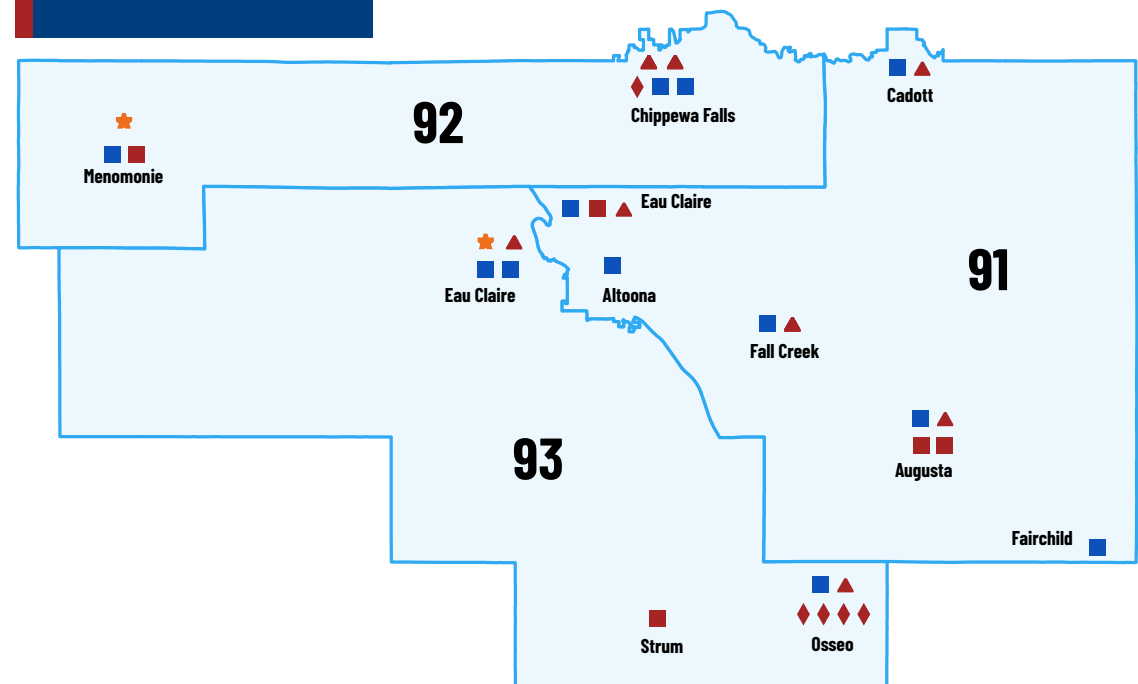 Cadott
92
Chippewa Falls
Menomonie
Eau Claire
91
Eau Claire
Altoona
Fall Creek
93
Augusta
Fairchild
Strum
Osseo